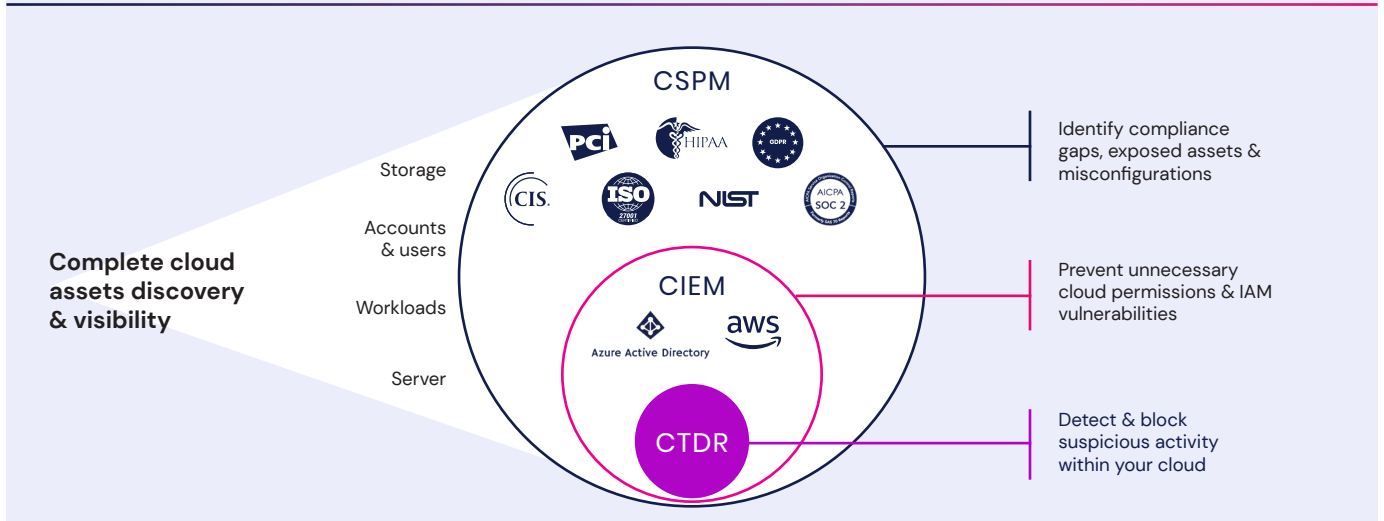 Complete cloud
assets discovery
& visibility
Storage
Accounts
& users
Workloads
Server
CSPM
PCI
HIPAA
GDPR
CIS.
ISO
27001
CERTIFIED
NIST
AICPA
SOC 2
CIEM
Azure Active Directory
aws
CTDR
Identify compliance
gaps, exposed assets &
misconfigurations
Prevent unnecessary
cloud permissions & IAM
vulnerabilities
Detect & block
suspicious activity
within your cloud